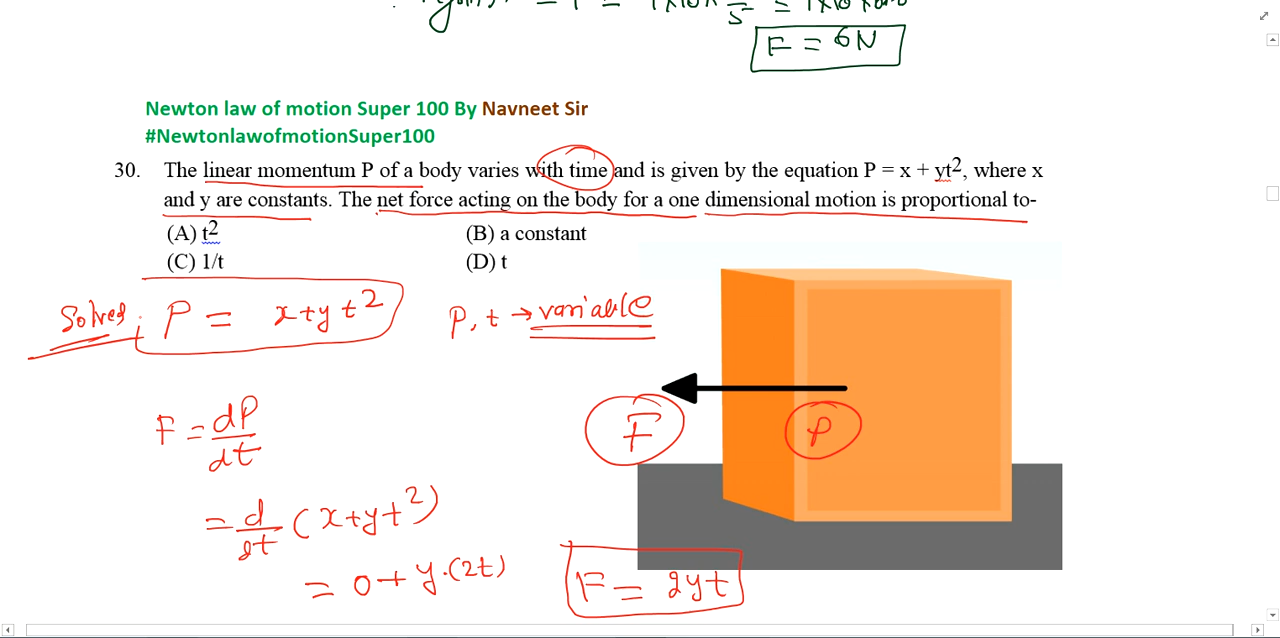 F = 6N
Newton law of motion Super 100 By Navneet Sir
#NewtonlawofmotionSuper100
30. The linear momentum P of a body varies with time and is given by the equation P = x + yt², where x
and y are constants. The net force acting on the body for a one dimensional motion is proportional to-
(A) t² (B) a constant
(C) 1/t (D) t
Solved; P = x+yt² P, t → variable
F = dP/dt
F P
= d/dt (x+yt²)
= 0 + y.(2t) F = 2yt